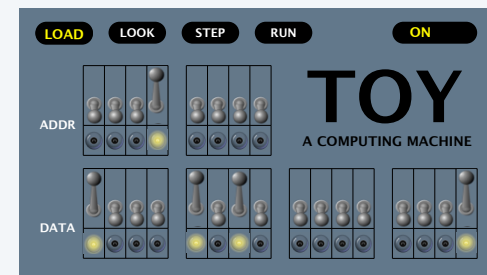 LOAD LOOK STEP RUN ON
TOY
A COMPUTING MACHINE
ADDR
DATA